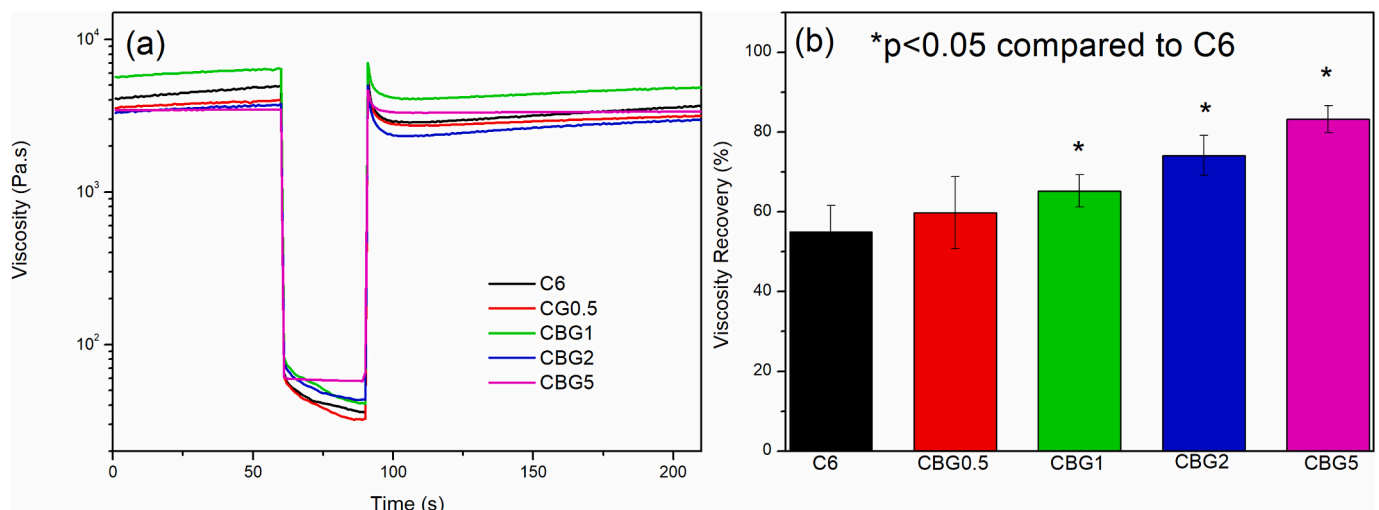 (a)
Viscosity (Pa.s)
10⁴
10³
10²
0
50
100
150
200
Time (s)
C6
CG0.5
CBG1
CBG2
CBG5
(b)
*p<0.05 compared to C6
Viscosity Recovery (%)
100
80
60
40
20
0
*
*
*
C6
CBG0.5
CBG1
CBG2
CBG5